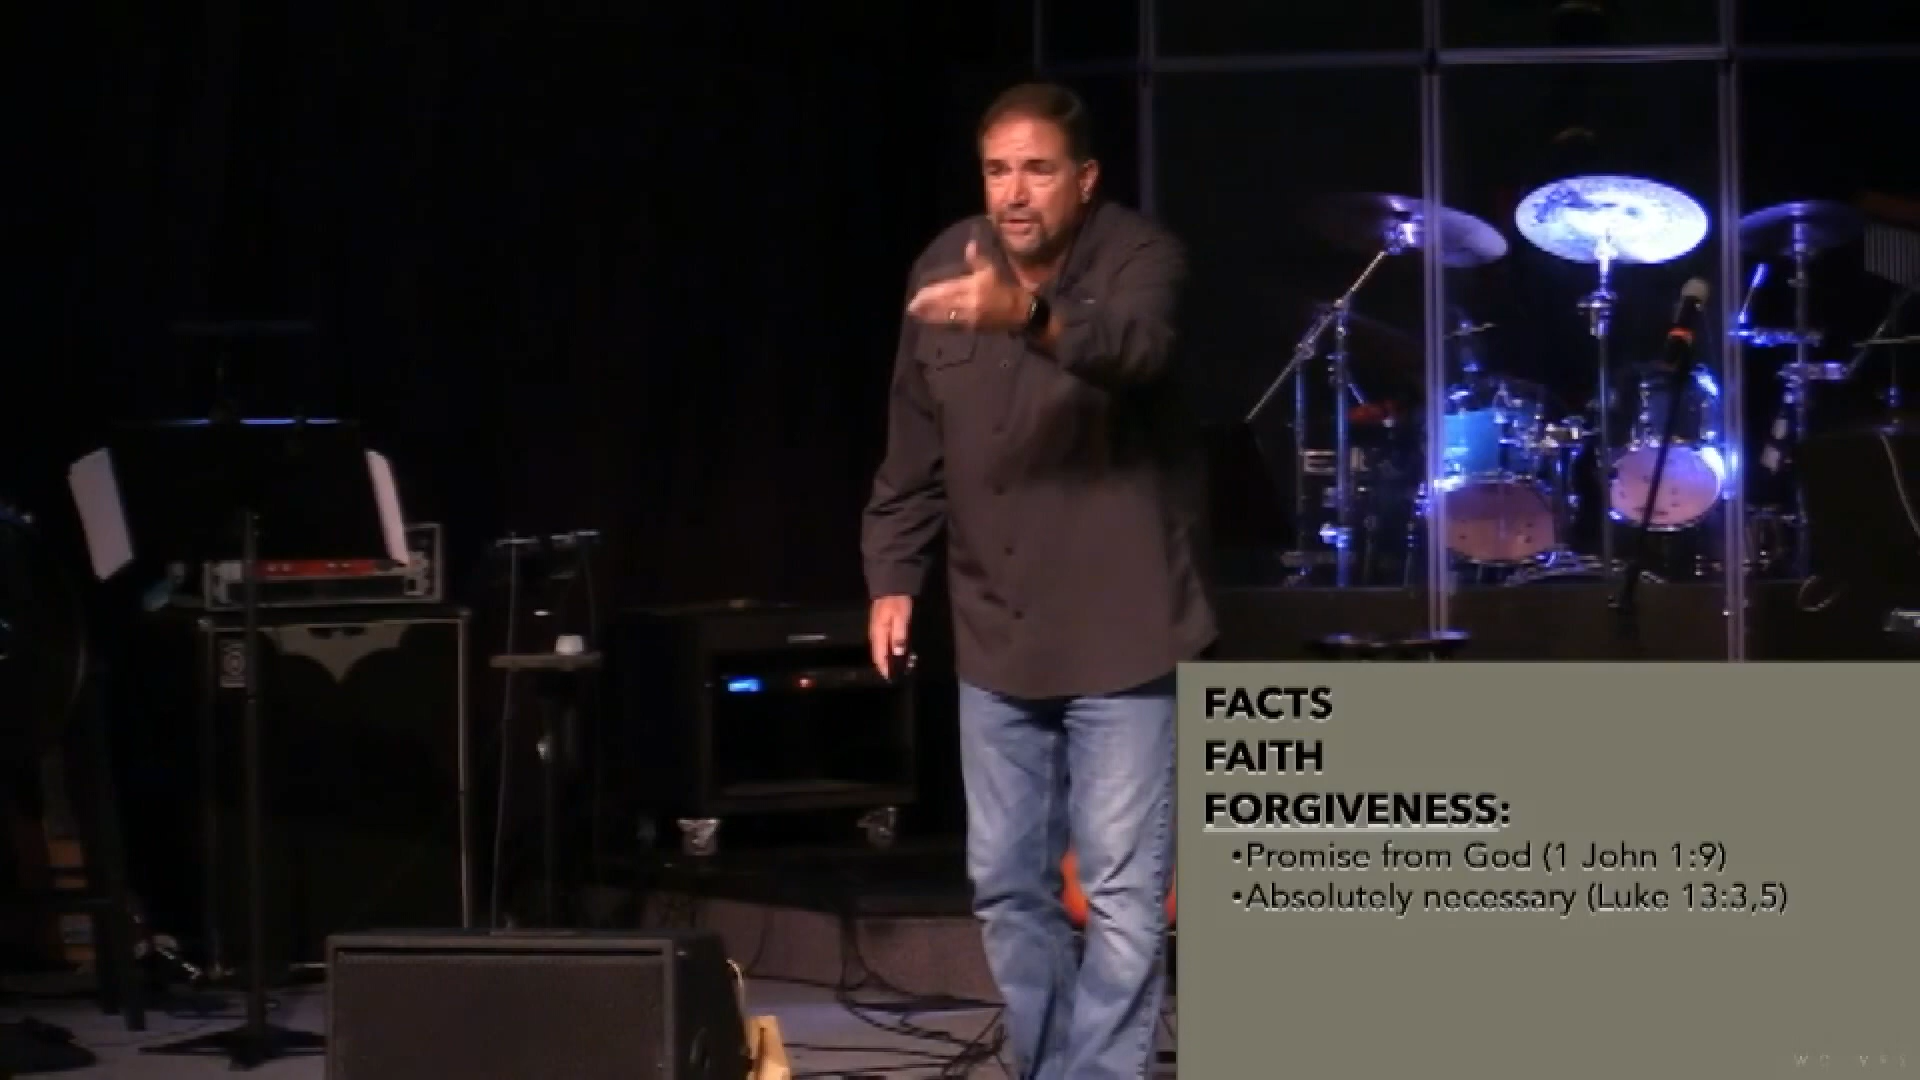 FACTS
FAITH
FORGIVENESS:
•Promise from God (1 John 1:9)
•Absolutely necessary (Luke 13:3,5)